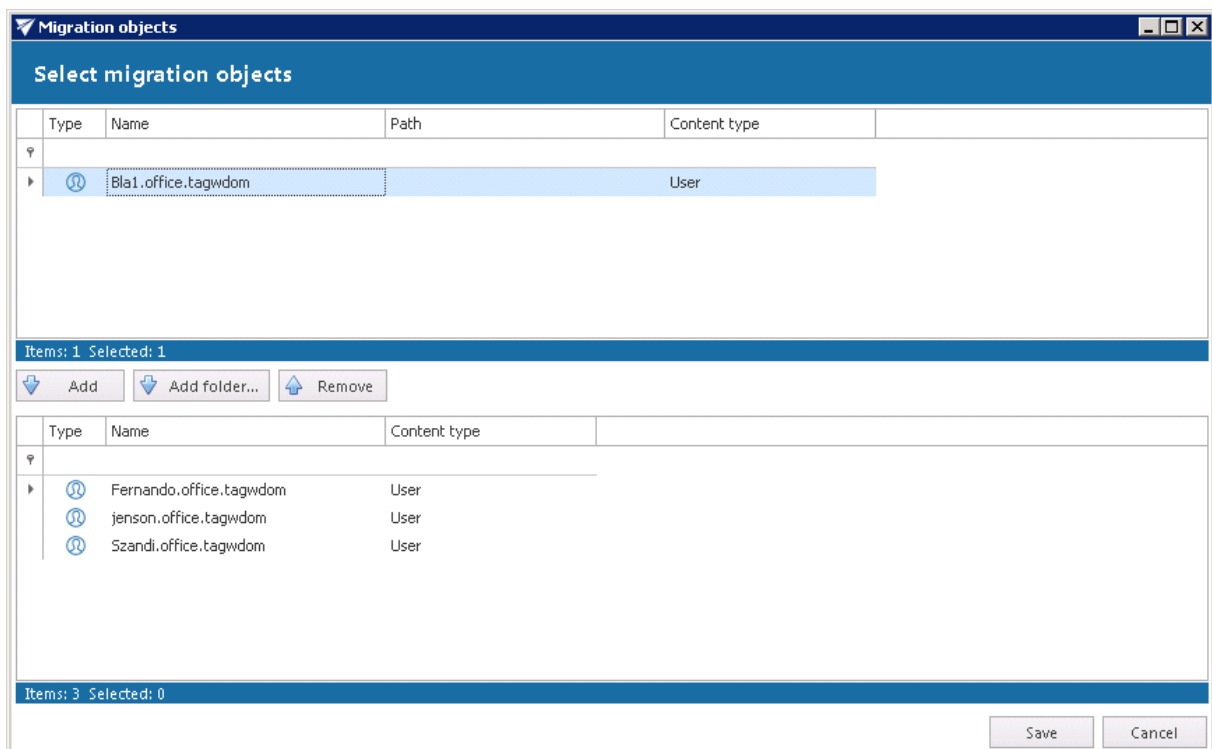 Migration objects
Select migration objects
Type Name Path Content type
Bla1.office.tagwdom User
Items: 1 Selected: 1
Add Add folder... Remove
Type Name Content type
Fernando.office.tagwdom User
jenson.office.tagwdom User
Szandi.office.tagwdom User
Items: 3 Selected: 0
Save Cancel